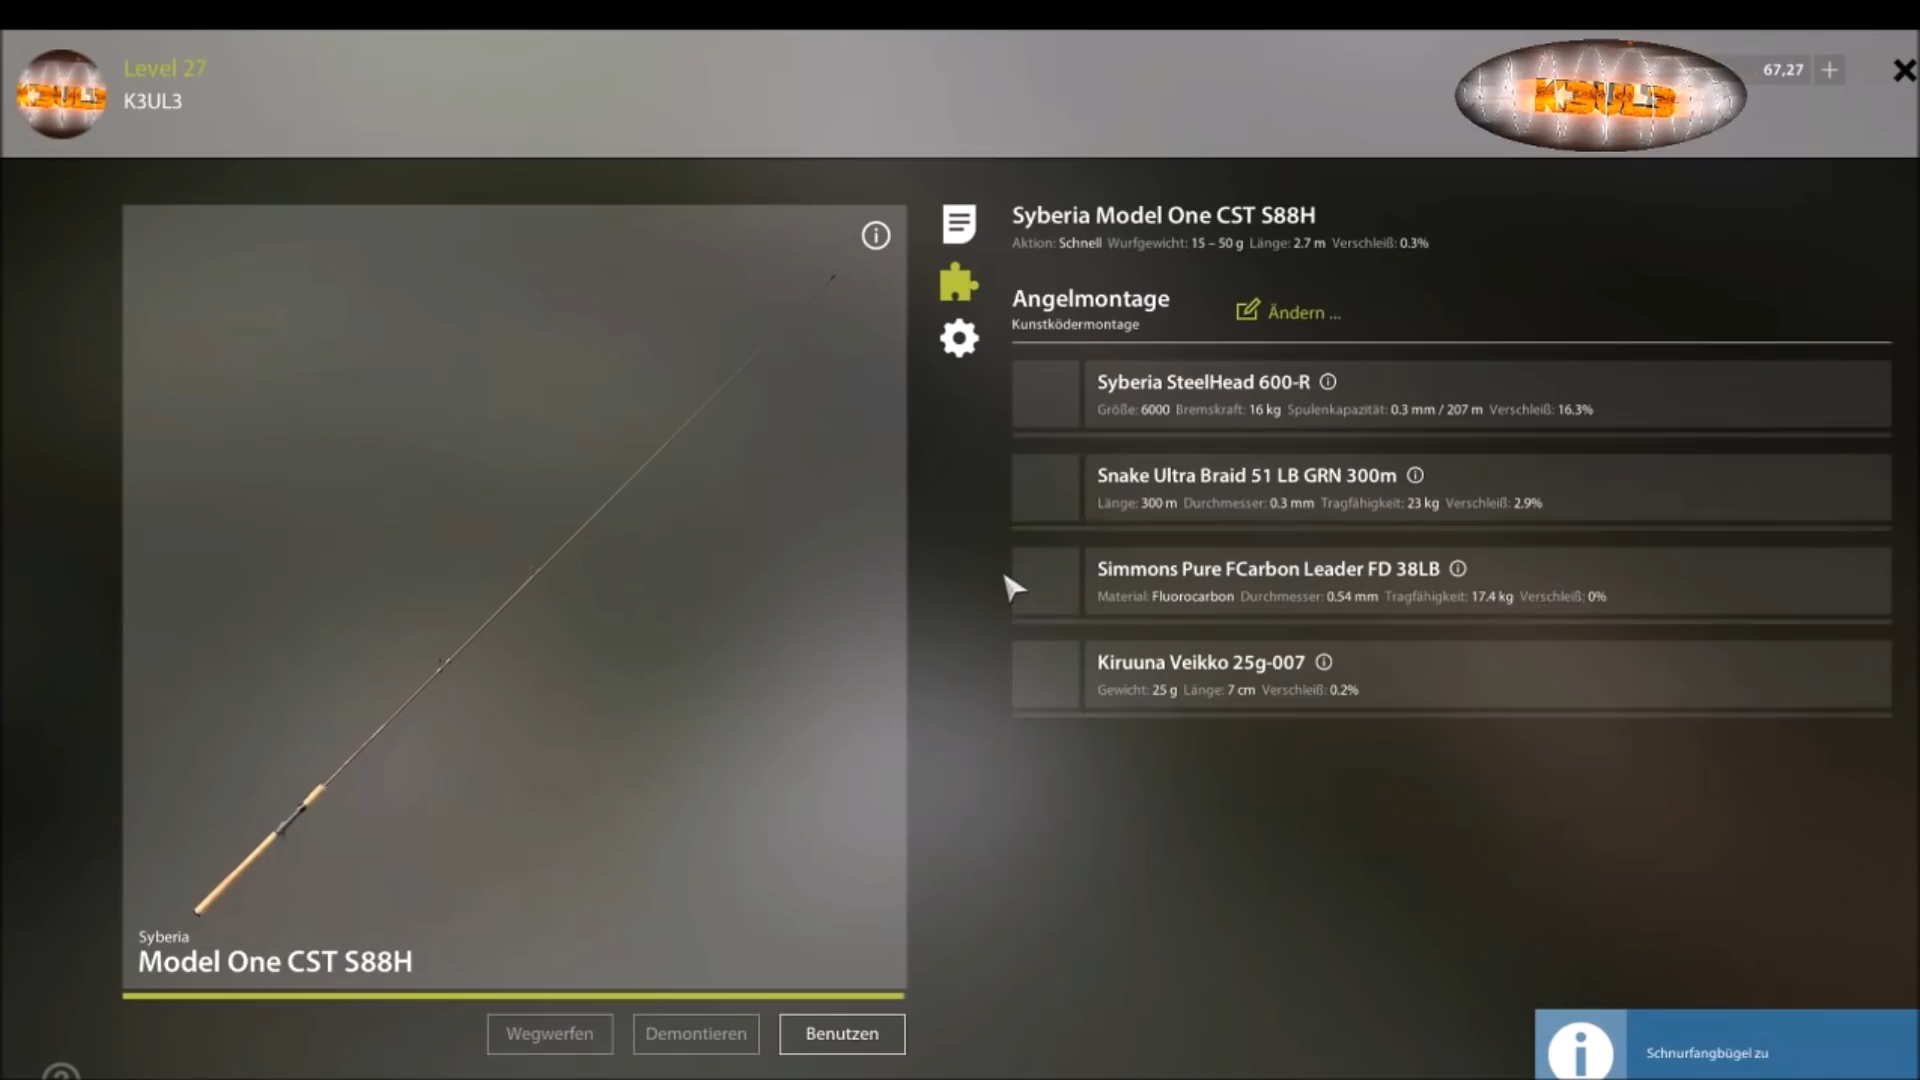 Level 27
K3UL3
K3UL3
K3UL3
67,27
Syberia Model One CST S88H
Aktion: Schnell Wurfgewicht: 15 – 50 g Länge: 2.7 m Verschleiß: 0.3%
Angelmontage
Kunstködermontage
Ändern ...
Syberia SteelHead 600-R
Größe: 6000 Bremskraft: 16 kg Spulenkapazität: 0.3 mm / 207 m Verschleiß: 16.3%
Snake Ultra Braid 51 LB GRN 300m
Länge: 300 m Durchmesser: 0.3 mm Tragfähigkeit: 23 kg Verschleiß: 2.9%
Simmons Pure FCarbon Leader FD 38LB
Material: Fluorocarbon Durchmesser: 0.54 mm Tragfähigkeit: 17.4 kg Verschleiß: 0%
Kiruuna Veikko 25g-007
Gewicht: 25 g Länge: 7 cm Verschleiß: 0.2%
Syberia
Model One CST S88H
Wegwerfen
Demontieren
Benutzen
Schnurfangbügel zu